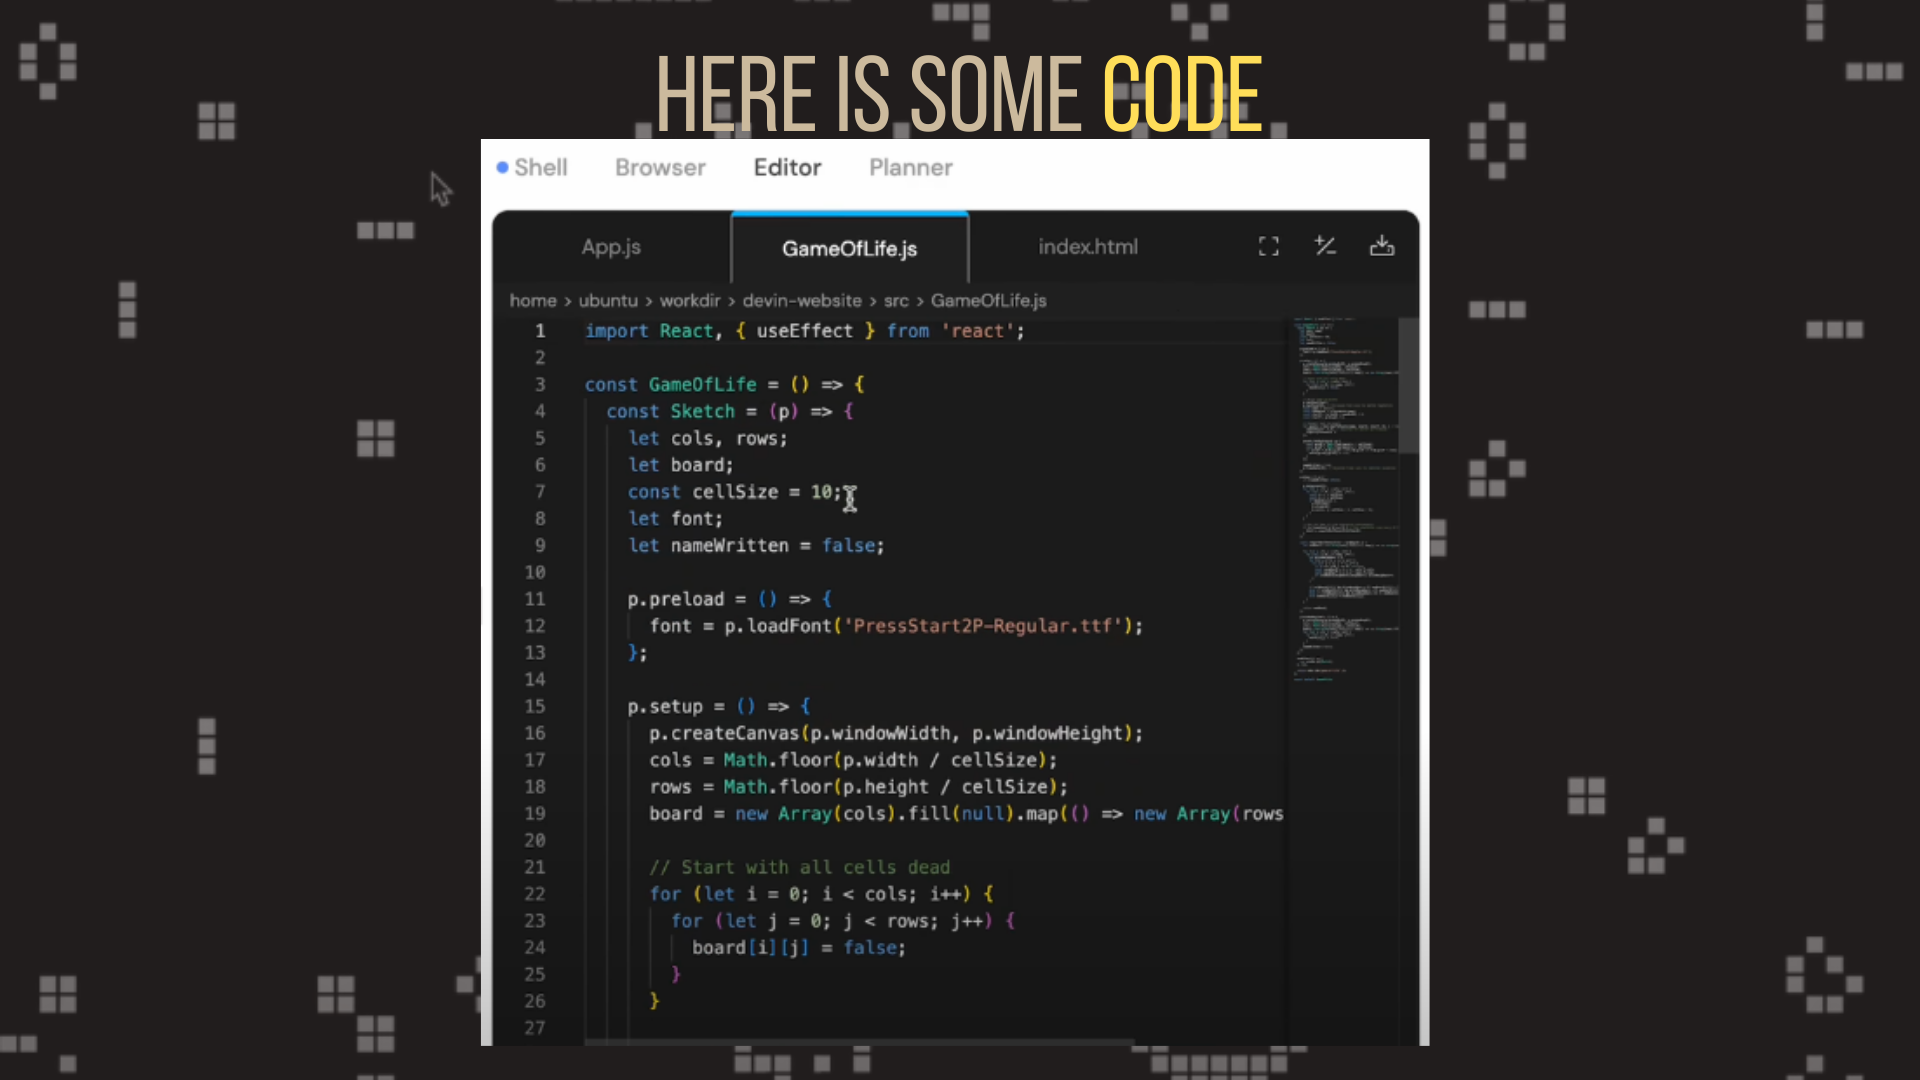 HERE IS SOME CODE
Shell Browser Editor Planner
App.js GameOfLife.js index.html
home > ubuntu > workdir > devin-website > src > GameOfLife.js
1 import React, { useEffect } from 'react';
2
3 const GameOfLife = () => {
4 const Sketch = (p) => {
5 let cols, rows;
6 let board;
7 const cellSize = 10;
8 let font;
9 let nameWritten = false;
10
11 p.preload = () => {
12 font = p.loadFont('PressStart2P-Regular.ttf');
13 };
14
15 p.setup = () => {
16 p.createCanvas(p.windowWidth, p.windowHeight);
17 cols = Math.floor(p.width / cellSize);
18 rows = Math.floor(p.height / cellSize);
19 board = new Array(cols).fill(null).map(() => new Array(rows
20
21 // Start with all cells dead
22 for (let i = 0; i < cols; i++) {
23 for (let j = 0; j < rows; j++) {
24 board[i][j] = false;
25 }
26 }
27